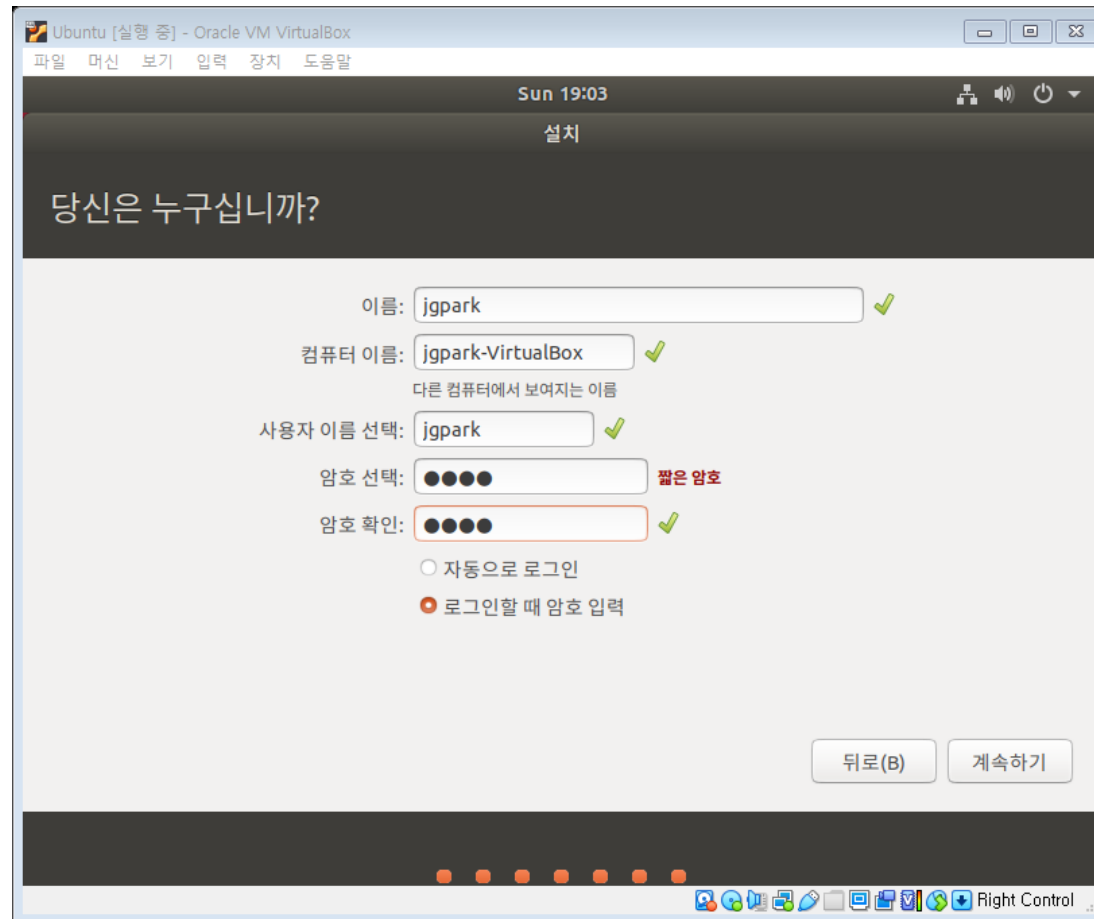 Ubuntu [실행 중] - Oracle VM VirtualBox
파일 머신 보기 입력 장치 도움말
Sun 19:03
설치
당신은 누구십니까?
이름: jgpark
컴퓨터 이름: jgpark-VirtualBox
다른 컴퓨터에서 보여지는 이름
사용자 이름 선택: jgpark
암호 선택: ●●●● 짧은 암호
암호 확인: ●●●●
자동으로 로그인
로그인할 때 암호 입력
뒤로(B) 계속하기
Right Control